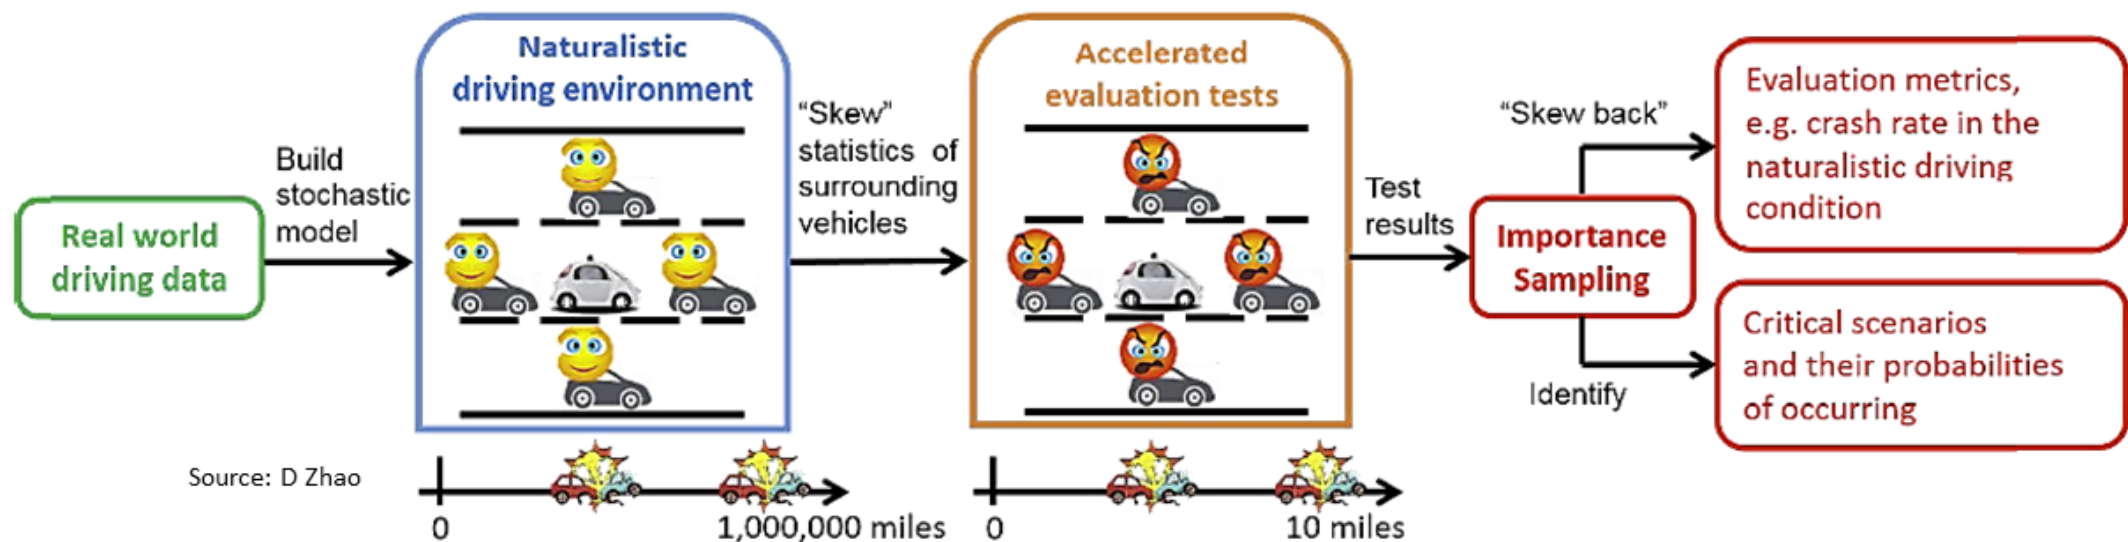 Real world
driving data
Build
stochastic
model
Naturalistic
driving environment
0
1,000,000 miles
“Skew”
statistics of
surrounding
vehicles
Accelerated
evaluation tests
0
10 miles
Test
results
Importance
Sampling
“Skew back”
Evaluation metrics,
e.g. crash rate in the
naturalistic driving
condition
Identify
Critical scenarios
and their probabilities
of occurring
Source: D Zhao